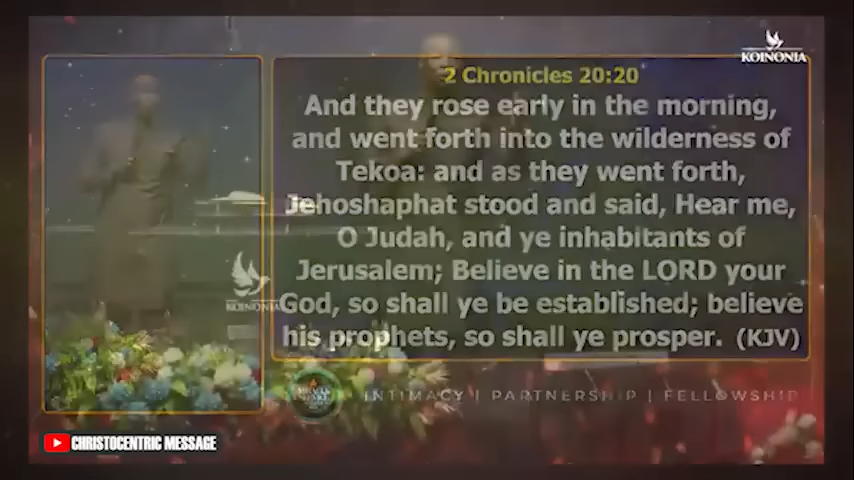 KOINONIA
2 Chronicles 20:20
And they rose early in the morning,
and went forth into the wilderness of
Tekoa: and as they went forth,
Jehoshaphat stood and said, Hear me,
O Judah, and ye inhabitants of
Jerusalem; Believe in the LORD your
God, so shall ye be established; believe
his prophets, so shall ye prosper. (KJV)
KOINONIA
INTIMACY | PARTNERSHIP | FELLOWSHIP
CHRISTOCENTRIC MESSAGE